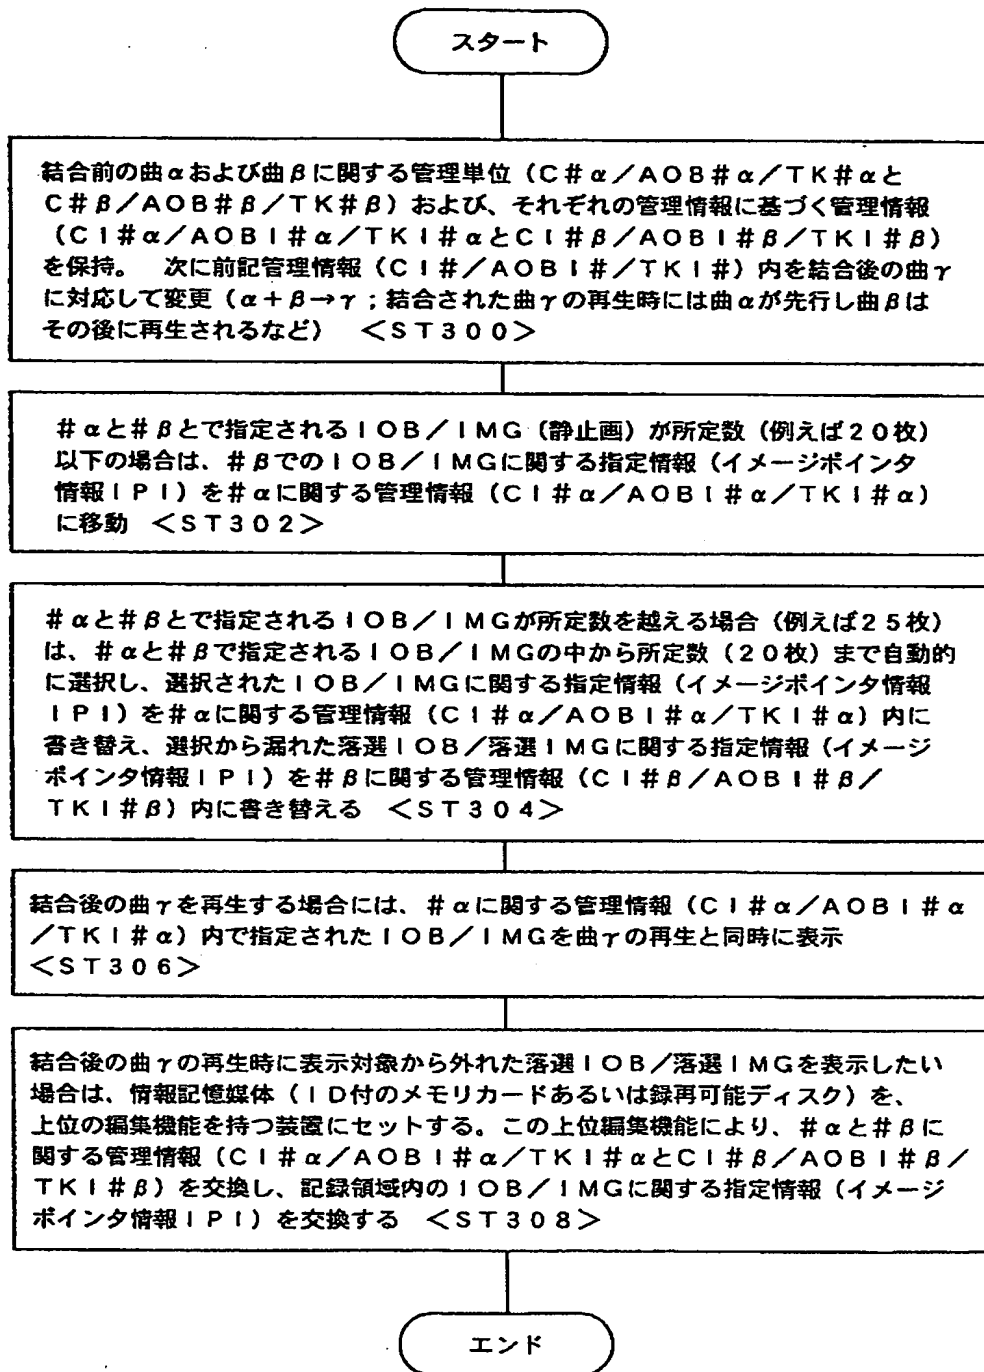 スタート
結合前の曲αおよび曲βに関する管理単位（C#α／AOB#α／TK#αと
C#β／AOB#β／TK#β）および、それぞれの管理情報に基づく管理情報
（CI#α／AOBI#α／TKI#αとCI#β／AOBI#β／TKI#β）
を保持。 次に前記管理情報（CI#／AOBI#／TKI#）内を結合後の曲γ
に対応して変更（α＋β→γ；結合された曲γの再生時には曲αが先行し曲βは
その後に再生されるなど） ＜ST300＞
#αと#βとで指定されるIOB／IMG（静止画）が所定数（例えば20枚）
以下の場合は、#βでのIOB／IMGに関する指定情報（イメージポインタ
情報IPI）を#αに関する管理情報（CI#α／AOBI#α／TKI#α）
に移動 ＜ST302＞
#αと#βとで指定されるIOB／IMGが所定数を越える場合（例えば25枚）
は、#αと#βで指定されるIOB／IMGの中から所定数（20枚）まで自動的
に選択し、選択されたIOB／IMGに関する指定情報（イメージポインタ情報
IPI）を#αに関する管理情報（CI#α／AOBI#α／TKI#α）内に
書き替え、選択から漏れた落選IOB／落選IMGに関する指定情報（イメージ
ポインタ情報IPI）を#βに関する管理情報（CI#β／AOBI#β／
TKI#β）内に書き替える ＜ST304＞
結合後の曲γを再生する場合には、#αに関する管理情報（CI#α／AOBI#α
／TKI#α）内で指定されたIOB／IMGを曲γの再生と同時に表示
＜ST306＞
結合後の曲γの再生時に表示対象から外れた落選IOB／落選IMGを表示したい
場合は、情報記憶媒体（ID付のメモリカードあるいは録再可能ディスク）を、
上位の編集機能を持つ装置にセットする。この上位編集機能により、#αと#βに
関する管理情報（CI#α／AOBI#α／TKI#αとCI#β／AOBI#β／
TKI#β）を交換し、記録領域内のIOB／IMGに関する指定情報（イメージ
ポインタ情報IPI）を交換する ＜ST308＞
エンド